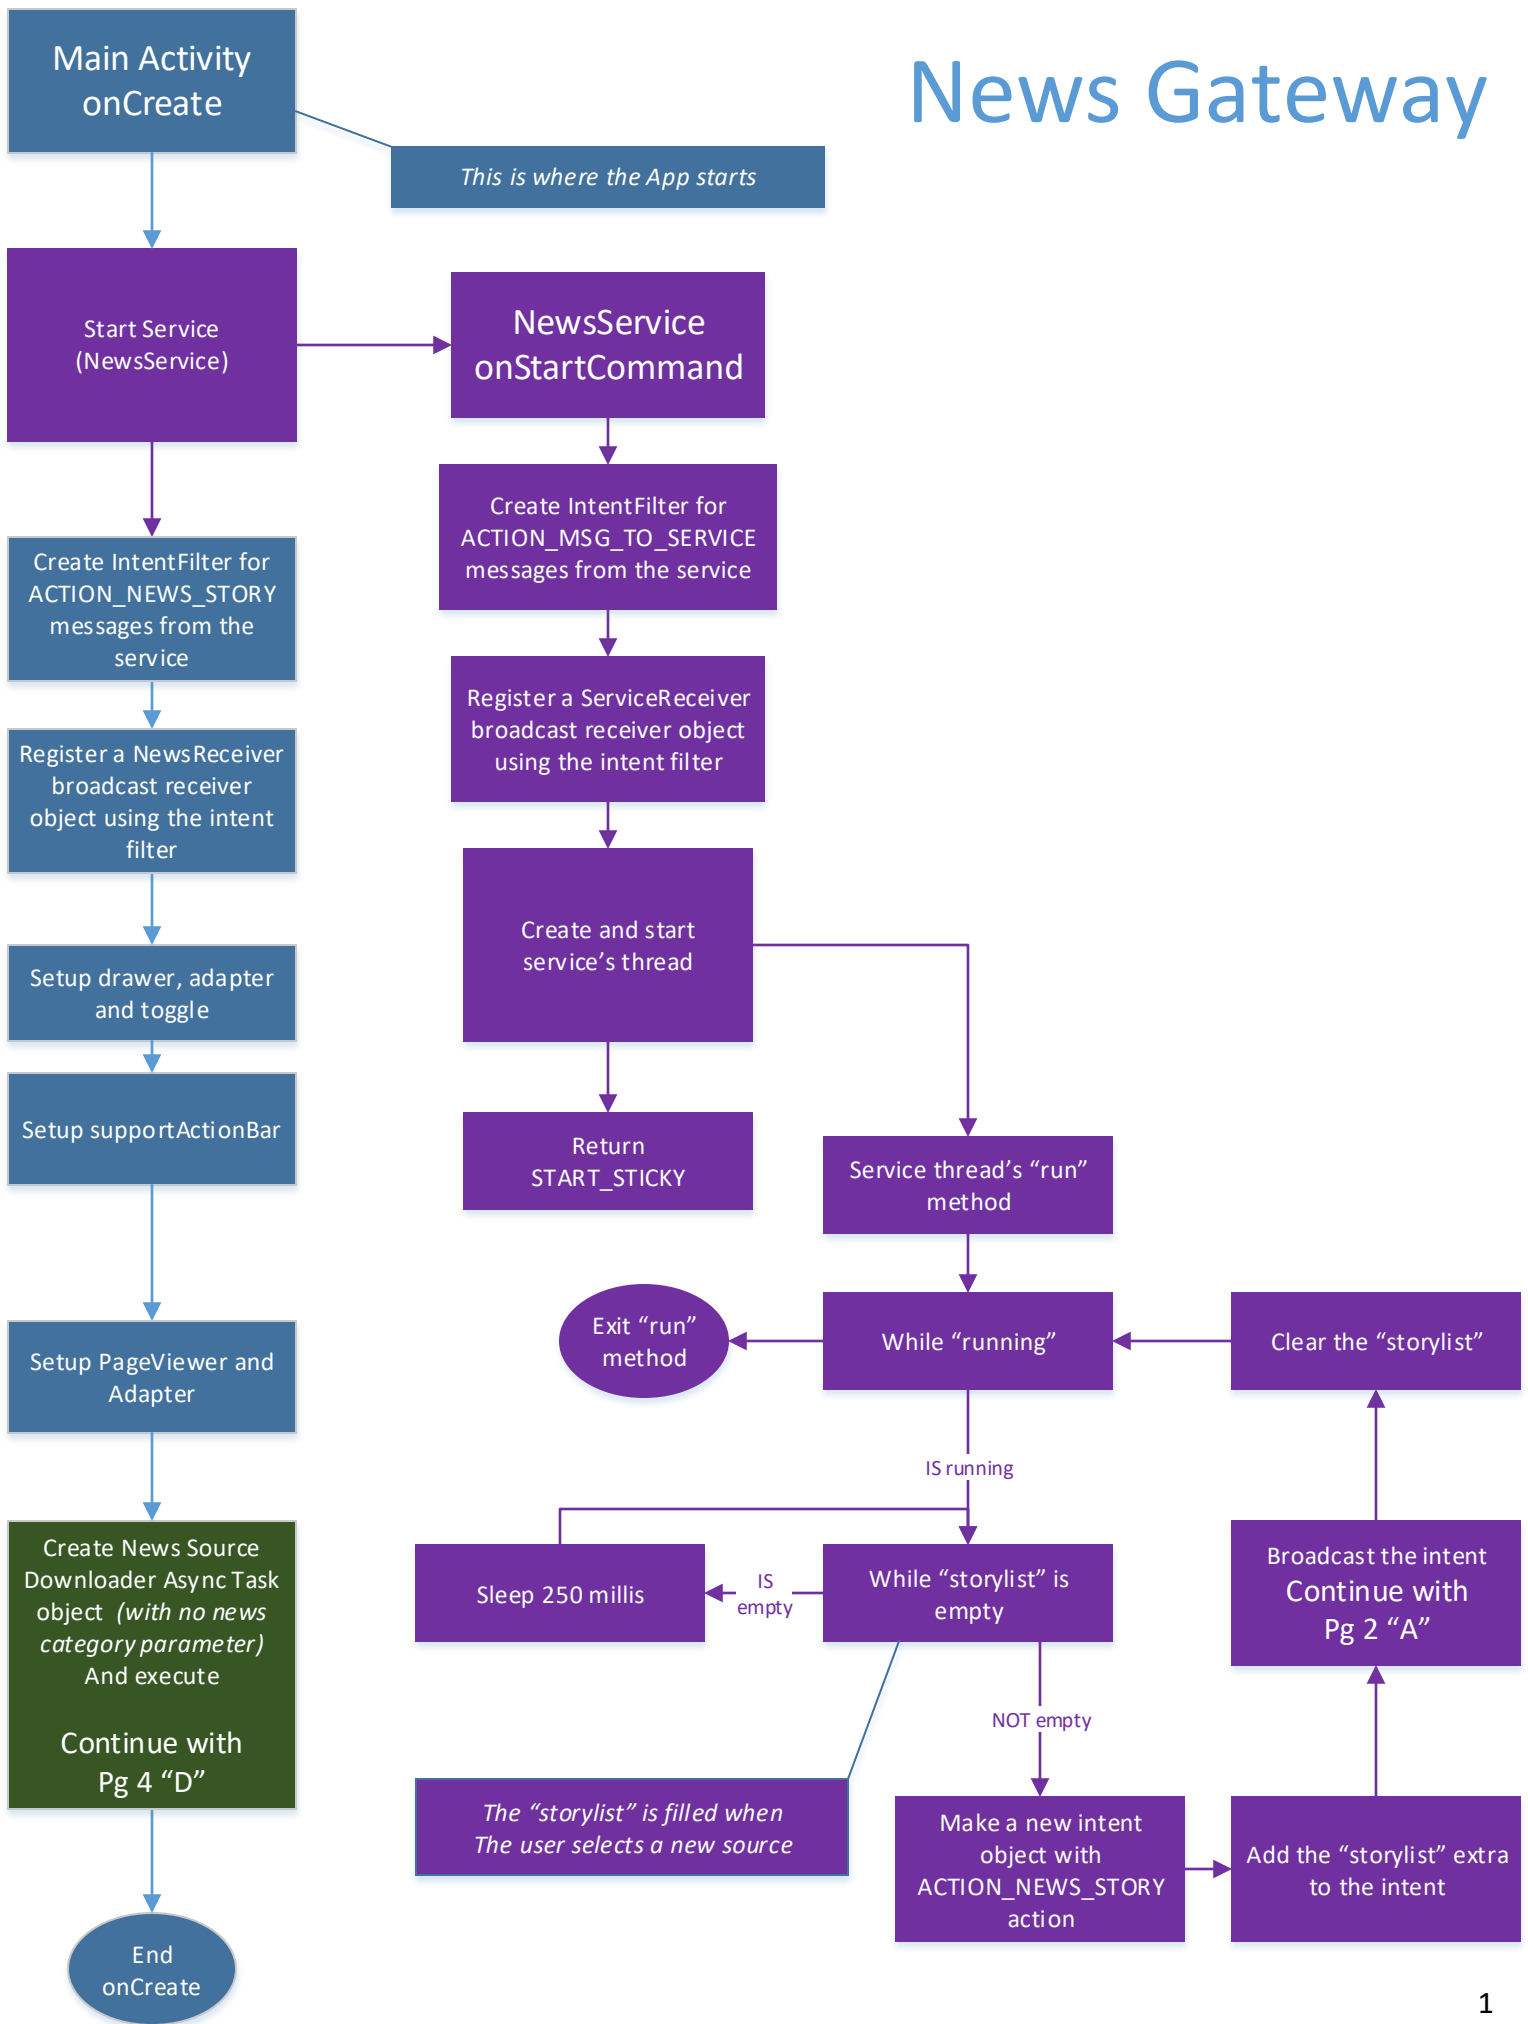 News Gateway
Main Activity
onCreate
This is where the App starts
Start Service
(NewsService)
NewsService
onStartCommand
Create IntentFilter for
ACTION_MSG_TO_SERVICE
messages from the service
Create IntentFilter for
ACTION_NEWS_STORY
messages from the
service
Register a ServiceReceiver
broadcast receiver object
using the intent filter
Register a NewsReceiver
broadcast receiver
object using the intent
filter
Create and start
service’s thread
Setup drawer, adapter
and toggle
Setup supportActionBar
Return
START_STICKY
Service thread’s “run”
method
Exit “run”
method
While “running”
Clear the “storylist”
Setup PageViewer and
Adapter
IS running
Create News Source
Downloader Async Task
object (with no news
category parameter)
And execute
Continue with
Pg 4 “D”
Sleep 250 millis
IS
empty
While “storylist” is
empty
Broadcast the intent
Continue with
Pg 2 “A”
NOT empty
The “storylist” is filled when
The user selects a new source
Make a new intent
object with
ACTION_NEWS_STORY
action
Add the “storylist” extra
to the intent
End
onCreate
1